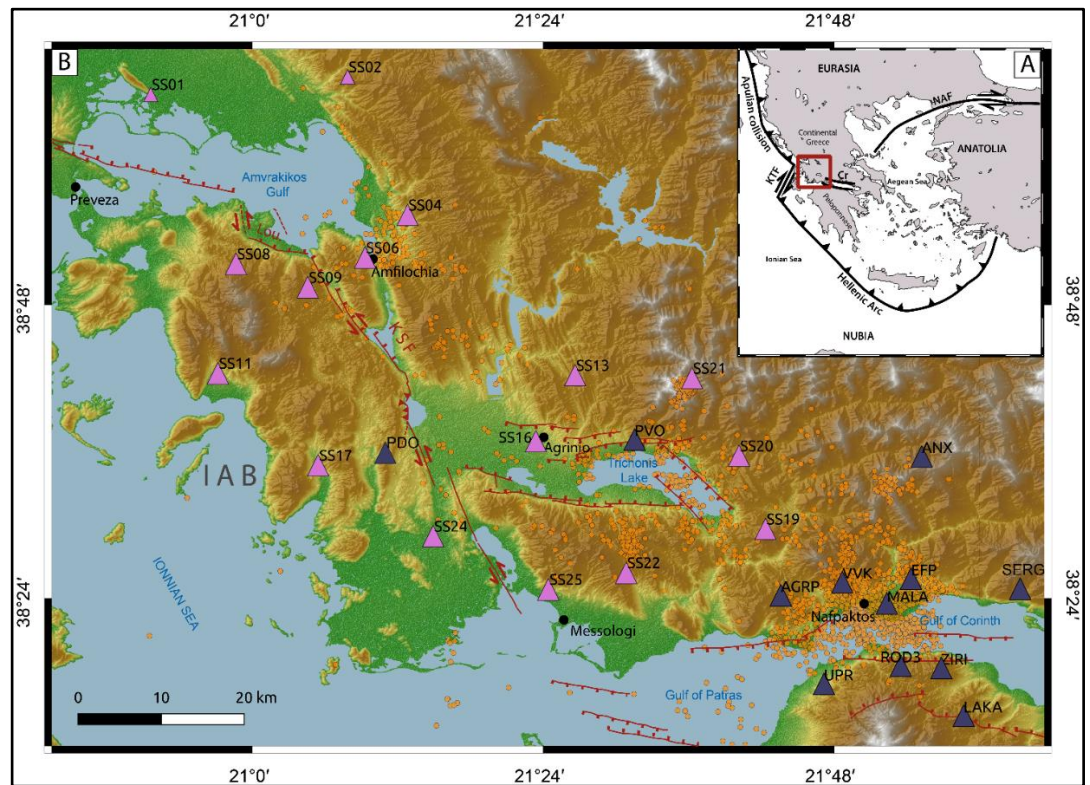 21°0′ 21°24′ 21°48′
B
SS02
SS01
Amvrakikos
Gulf
Preveza
SS04
Lou
SS06
SS08
Amfilochia
SS09
38°48′
38°48′
KSF
SS11
SS13
SS21
PDO
SS16
Agrinio
PVO
SS20
ANX
SS17
IAB
Trichonis
Lake
SS24
SS19
IONNIAN SEA
SS22
SS25
AGRP
VVK
EFP
SERG
MALA
38°24′
38°24′
Nafpaktos
Gulf of Corinth
Messologi
ROD3
ZIRI
UPR
Gulf of Patras
LAKA
0 10 20 km
21°0′ 21°24′ 21°48′
A
EURASIA
Apulian collision
NAF
Continental
Greece
ANATOLIA
KTF
Cr
Aegean Sea
Peloponnese
Ionian Sea
Hellenic Arc
NUBIA